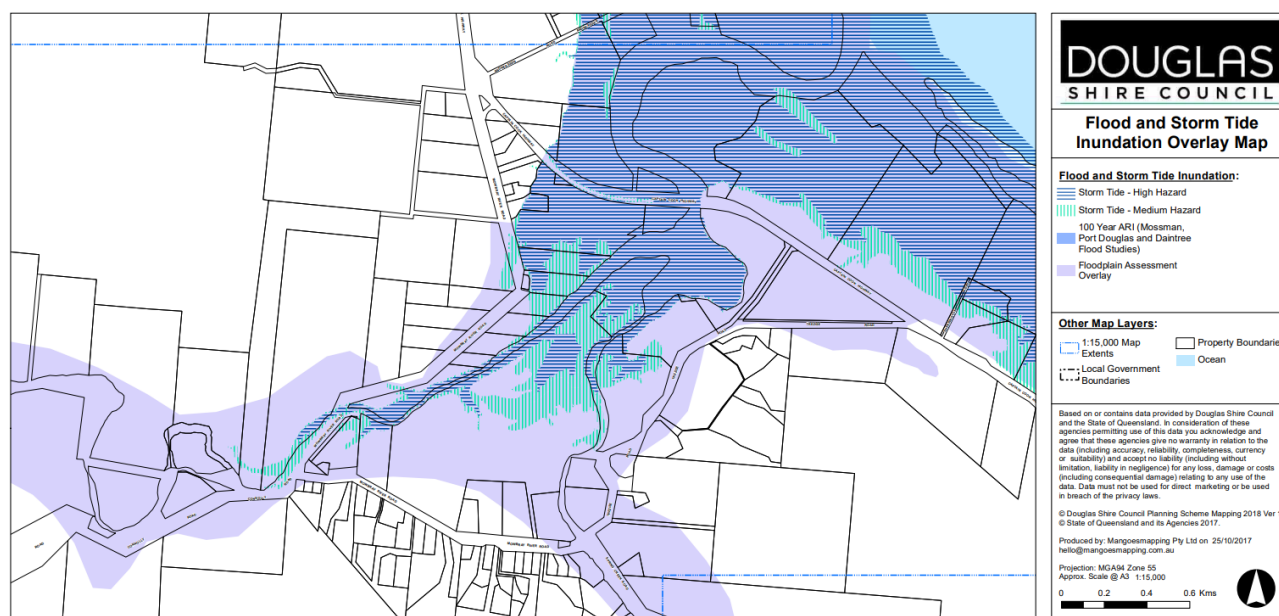 DOUGLAS
SHIRE COUNCIL
Flood and Storm Tide
Inundation Overlay Map
Flood and Storm Tide Inundation:
Storm Tide - High Hazard
Storm Tide - Medium Hazard
100 Year ARI (Mossman,
Port Douglas and Daintree
Flood Studies)
Floodplain Assessment
Overlay
Other Map Layers:
1:15,000 Map
Extents
Property Boundarie
Local Government
Boundaries
Ocean
Based on or contains data provided by Douglas Shire Council
and the State of Queensland. In consideration of these
agencies permitting use of this data you acknowledge and
agree that these agencies give no warranty in relation to the
data (including accuracy, reliability, completeness, currency
or suitability) and accept no liability (including without
limitation, liability in negligence) for any loss, damage or costs
(including consequential damage) relating to any use of the
data. Data must not be used for direct marketing or be used
in breach of the privacy laws.
© Douglas Shire Council Planning Scheme Mapping 2018 Ver
© State of Queensland and its Agencies 2017.
Produced by: Mangoesmapping Pty Ltd on 25/10/2017
hello@mangoesmapping.com.au
Projection: MGA94 Zone 55
Approx. Scale @ A3 1:15,000
0 0.2 0.4 0.6 Kms